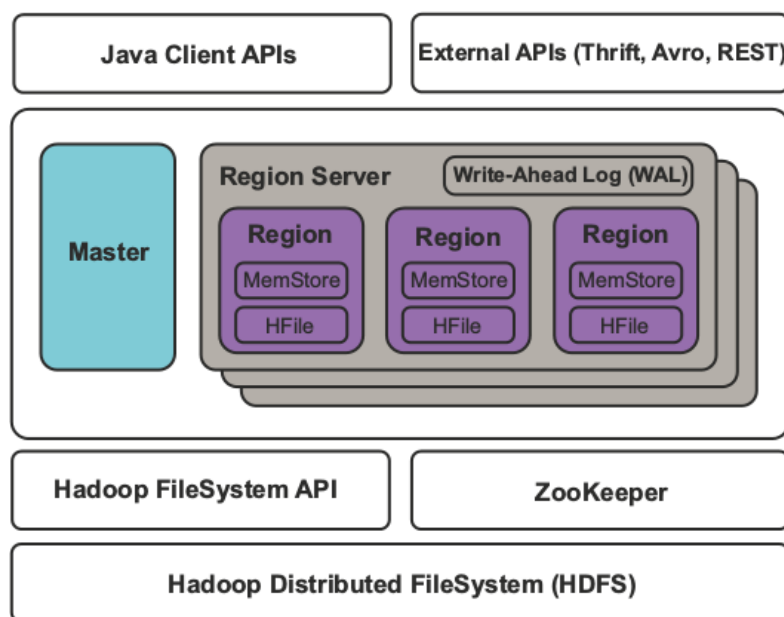 Java Client APIs
External APIs (Thrift, Avro, REST)
Master
Region Server
Write-Ahead Log (WAL)
Region
MemStore
HFile
Region
MemStore
HFile
Region
MemStore
HFile
Hadoop FileSystem API
ZooKeeper
Hadoop Distributed FileSystem (HDFS)